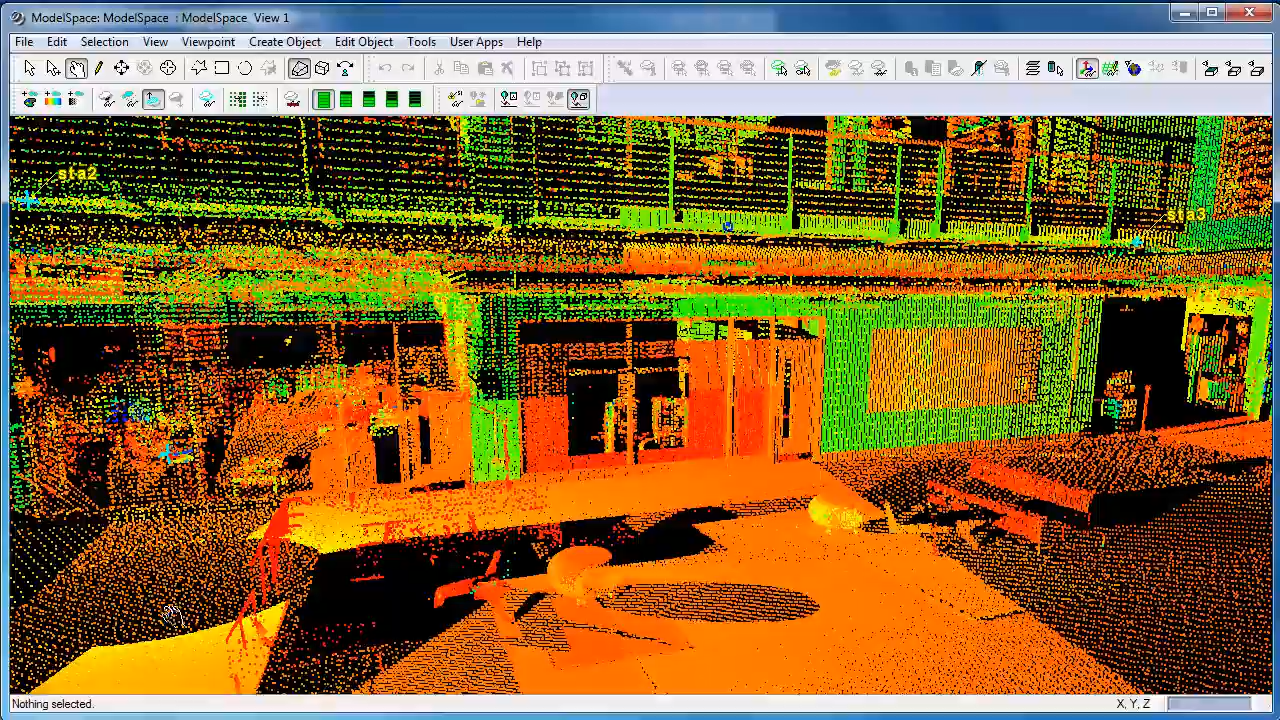 ModelSpace: ModelSpace : ModelSpace View 1
File Edit Selection View Viewpoint Create Object Edit Object Tools User Apps Help
sta2
sta3
Nothing selected.
X, Y, Z